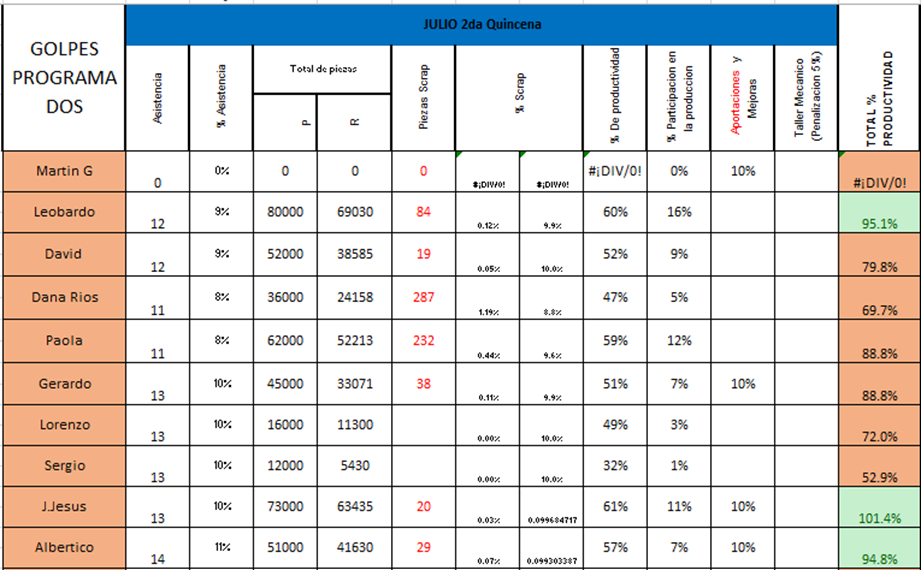 JULIO 2da Quincena
GOLPES PROGRAMADOS
Asistencia
% Asistencia
Total de piezas
P
R
Piezas Scrap
% Scrap
% De productividad
% Participacion en la produccion
Aportaciones y Mejoras
Taller Mecanico (Penalizacion 5%)
TOTAL % PRODUCTIVIDAD
Martin G 0 0% 0 0 0 #¡DIV/0! #¡DIV/0! #¡DIV/0! 0% 10% #¡DIV/0!
Leobardo 12 9% 80000 69030 84 0.12% 9.9% 60% 16% 95.1%
David 12 9% 52000 38585 19 0.05% 10.0% 52% 9% 79.8%
Dana Rios 11 8% 36000 24158 287 1.19% 8.8% 47% 5% 69.7%
Paola 11 8% 62000 52213 232 0.44% 9.6% 59% 12% 88.8%
Gerardo 13 10% 45000 33071 38 0.11% 9.9% 51% 7% 10% 88.8%
Lorenzo 13 10% 16000 11300 0.00% 10.0% 49% 3% 72.0%
Sergio 13 10% 12000 5430 0.00% 10.0% 32% 1% 52.9%
J.Jesus 13 10% 73000 63435 20 0.03% 0.099684717 61% 11% 10% 101.4%
Albertico 14 11% 51000 41630 29 0.07% 0.099303387 57% 7% 10% 94.8%